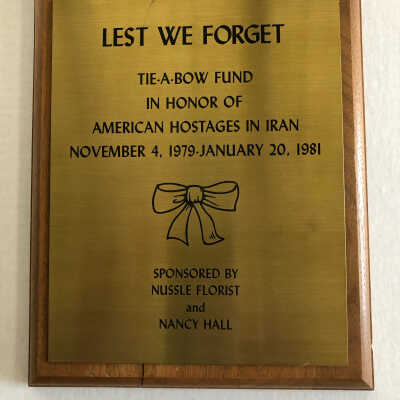 LEST WE FORGET
TIE-A-BOW FUND
IN HONOR OF
AMERICAN HOSTAGES IN IRAN
NOVEMBER 4, 1979-JANUARY 20, 1981
SPONSORED BY
NUSSLE FLORIST
and
NANCY HALL